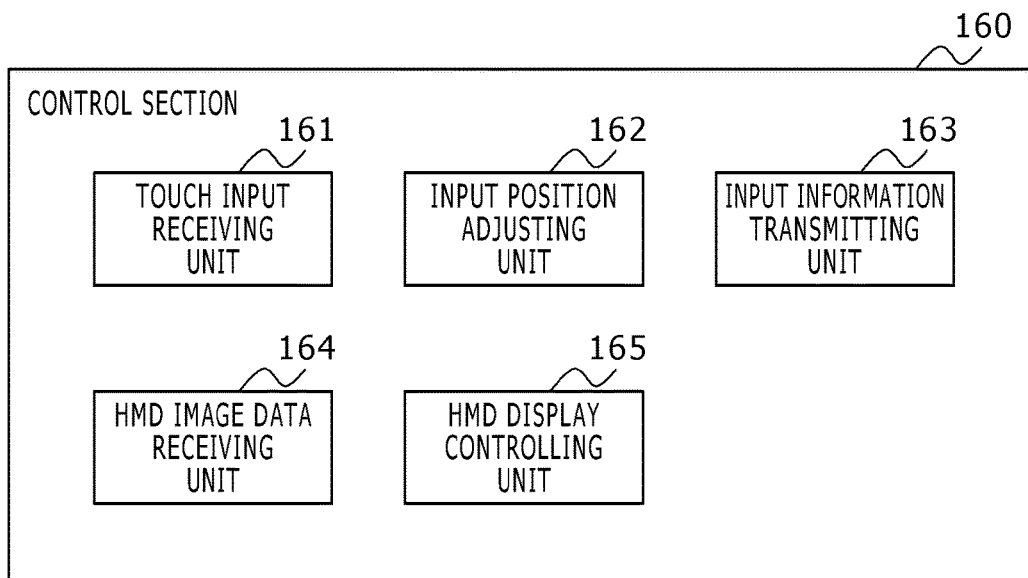 160
CONTROL SECTION
161
162
163
TOUCH INPUT
RECEIVING
UNIT
INPUT POSITION
ADJUSTING
UNIT
INPUT INFORMATION
TRANSMITTING
UNIT
164
165
HMD IMAGE DATA
RECEIVING
UNIT
HMD DISPLAY
CONTROLLING
UNIT